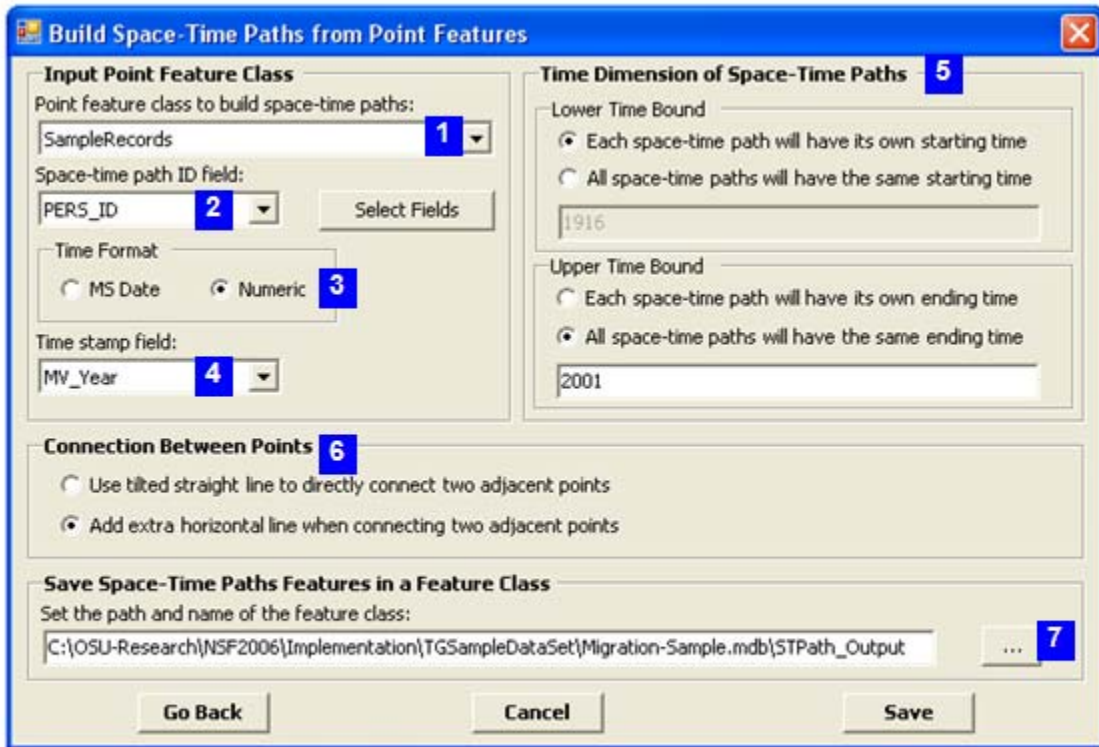 Build Space-Time Paths from Point Features
Input Point Feature Class
Point feature class to build space-time paths:
SampleRecords
1
Space-time path ID field:
PERS_ID
2
Select Fields
Time Format
MS Date
Numeric
3
Time stamp field:
MV_Year
4
Time Dimension of Space-Time Paths
5
Lower Time Bound
Each space-time path will have its own starting time
All space-time paths will have the same starting time
1916
Upper Time Bound
Each space-time path will have its own ending time
All space-time paths will have the same ending time
2001
Connection Between Points
6
Use tilted straight line to directly connect two adjacent points
Add extra horizontal line when connecting two adjacent points
Save Space-Time Paths Features in a Feature Class
Set the path and name of the feature class:
C:\OSU-Research\NSF2006\Implementation\TGSampleDataSet\Migration-Sample.mdb\STPath_Output
...
7
Go Back
Cancel
Save